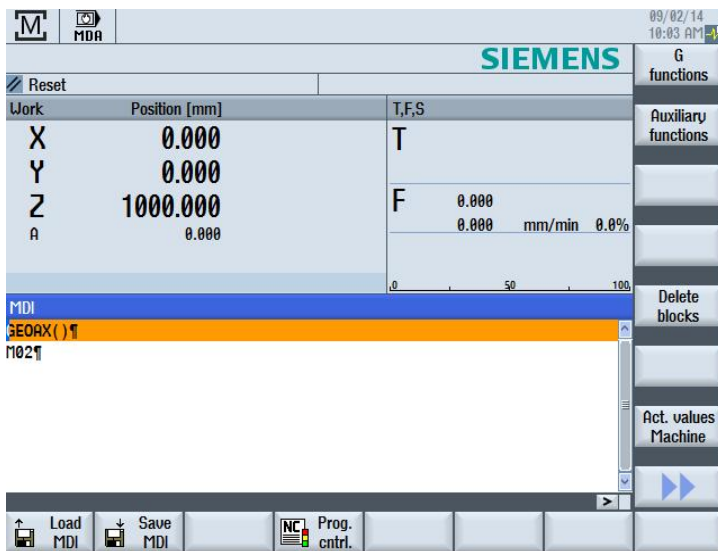 M
MDA
09/02/14
10:03 AM
SIEMENS
G
functions
Reset
Work Position [mm] T,F,S
Auxiliary
functions
X 0.000 T
Y 0.000
Z 1000.000 F 0.000
A 0.000 0.000 mm/min 0.0%
0 50 100
MDI
Delete
blocks
GEOAX()¶
M02¶
Act. values
Machine
>
Load
MDI
Save
MDI
NC
Prog.
cntrl.